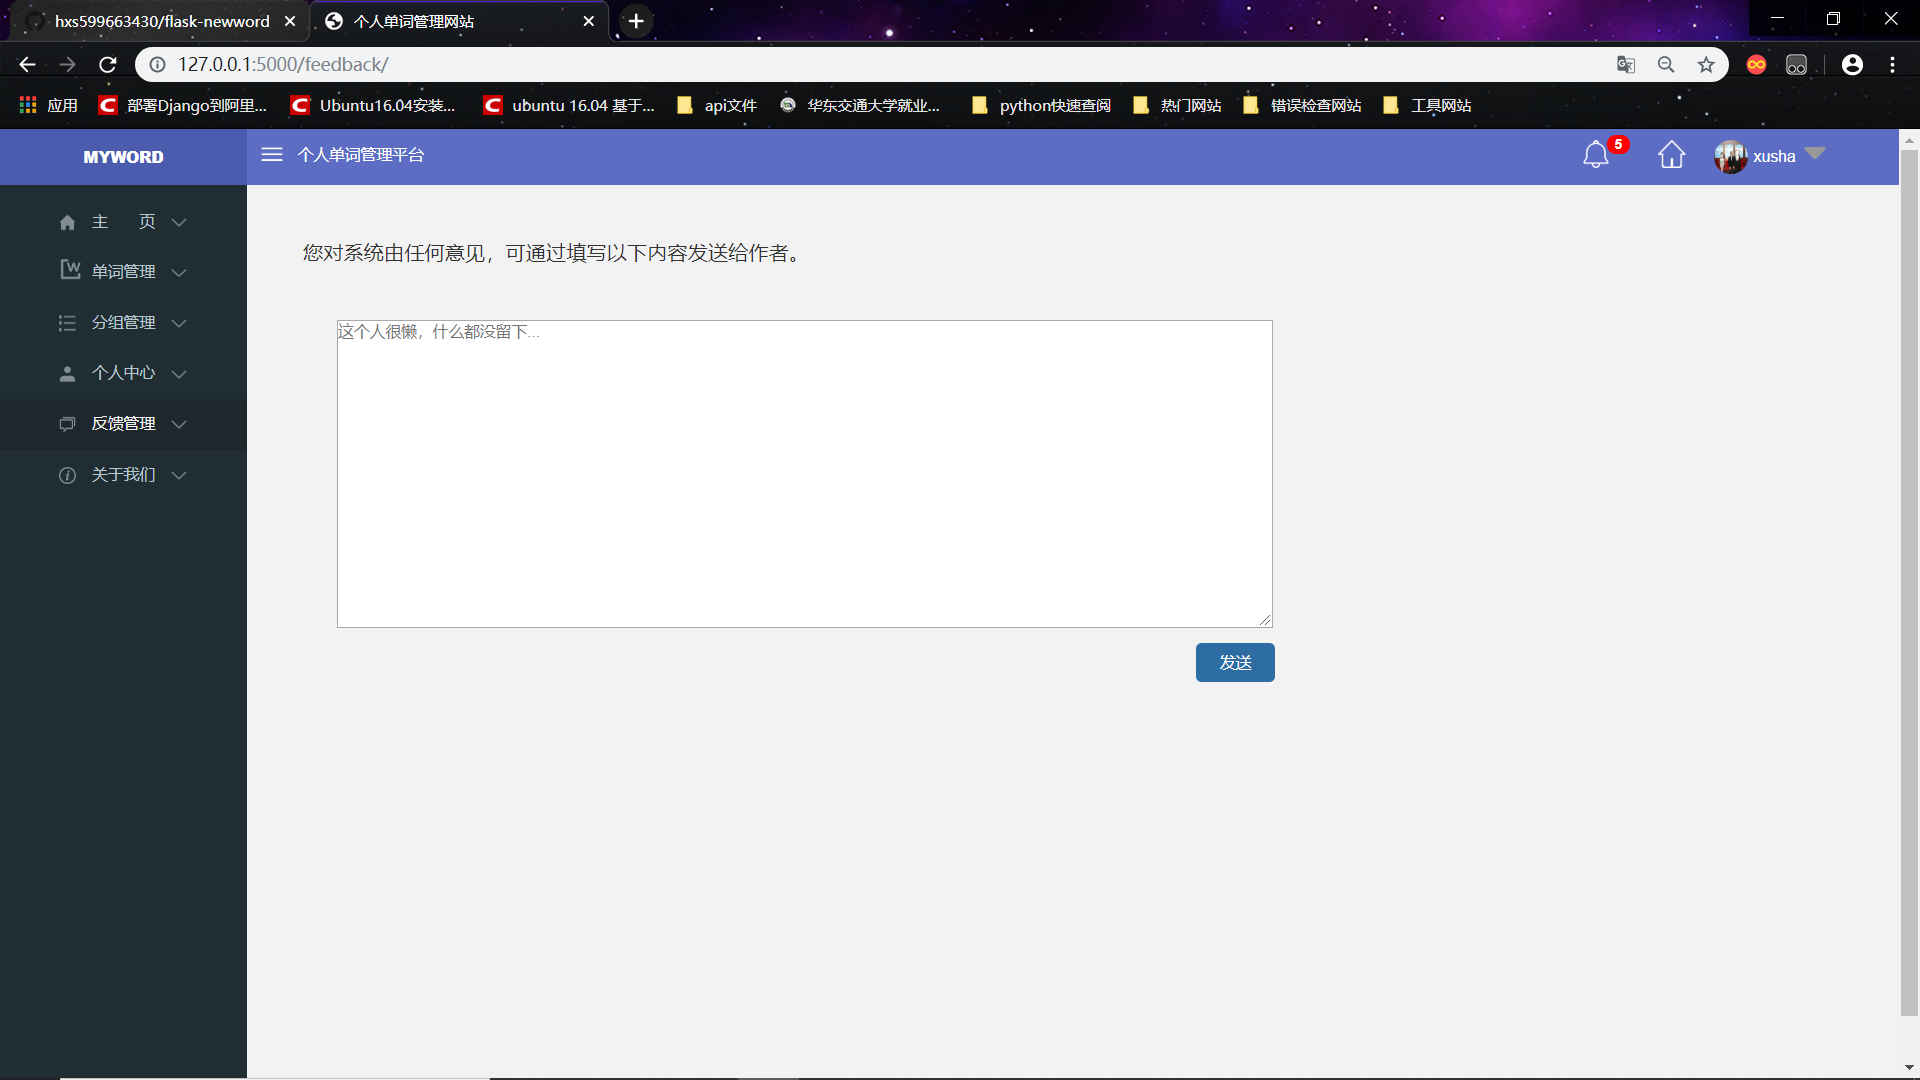 hxs599663430/flask-newword
个人单词管理网站
127.0.0.1:5000/feedback/
应用
部署Django到阿里...
Ubuntu16.04安装...
ubuntu 16.04 基于...
api文件
华东交通大学就业...
python快速查阅
热门网站
错误检查网站
工具网站
MYWORD
个人单词管理平台
5
xusha
主 页
单词管理
分组管理
个人中心
反馈管理
关于我们
您对系统由任何意见，可通过填写以下内容发送给作者。
这个人很懒，什么都没留下...
发送